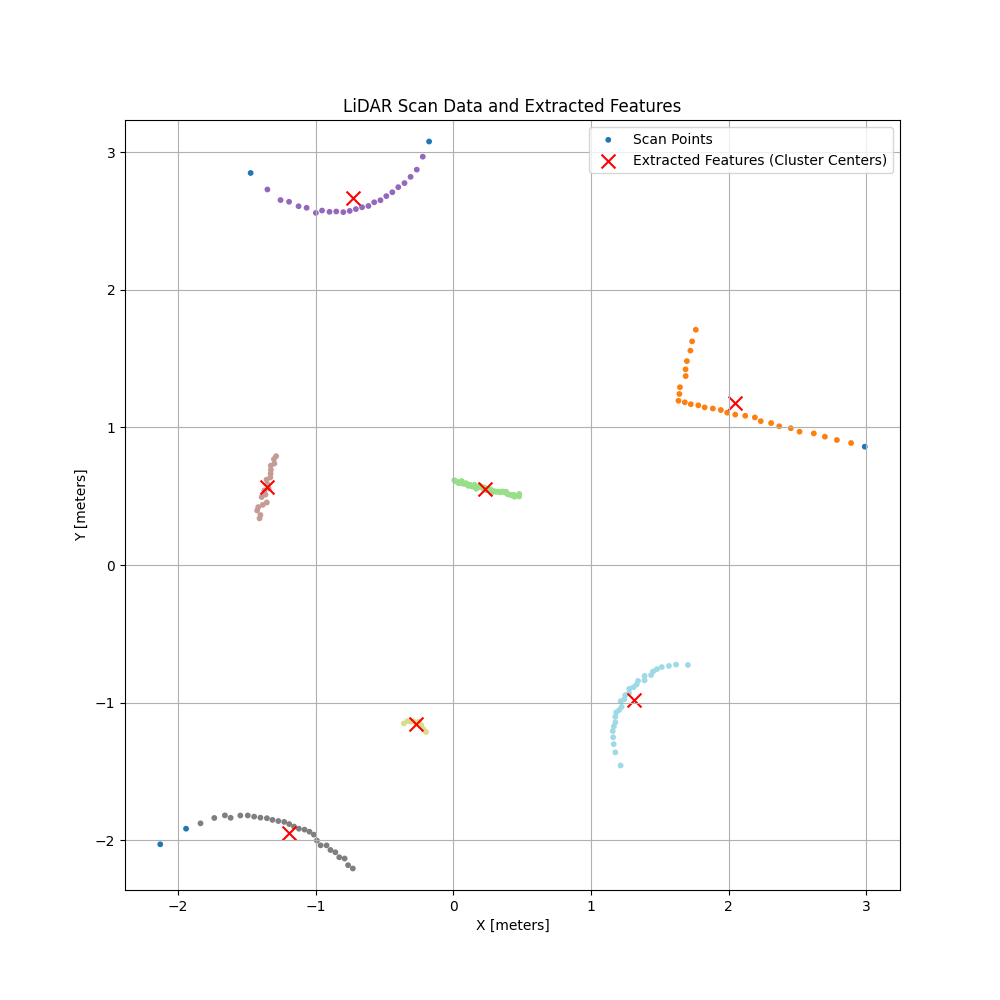 LiDAR Scan Data and Extracted Features
Scan Points
Extracted Features (Cluster Centers)
3
2
1
0
−1
−2
Y [meters]
−2
−1
0
1
2
3
X [meters]